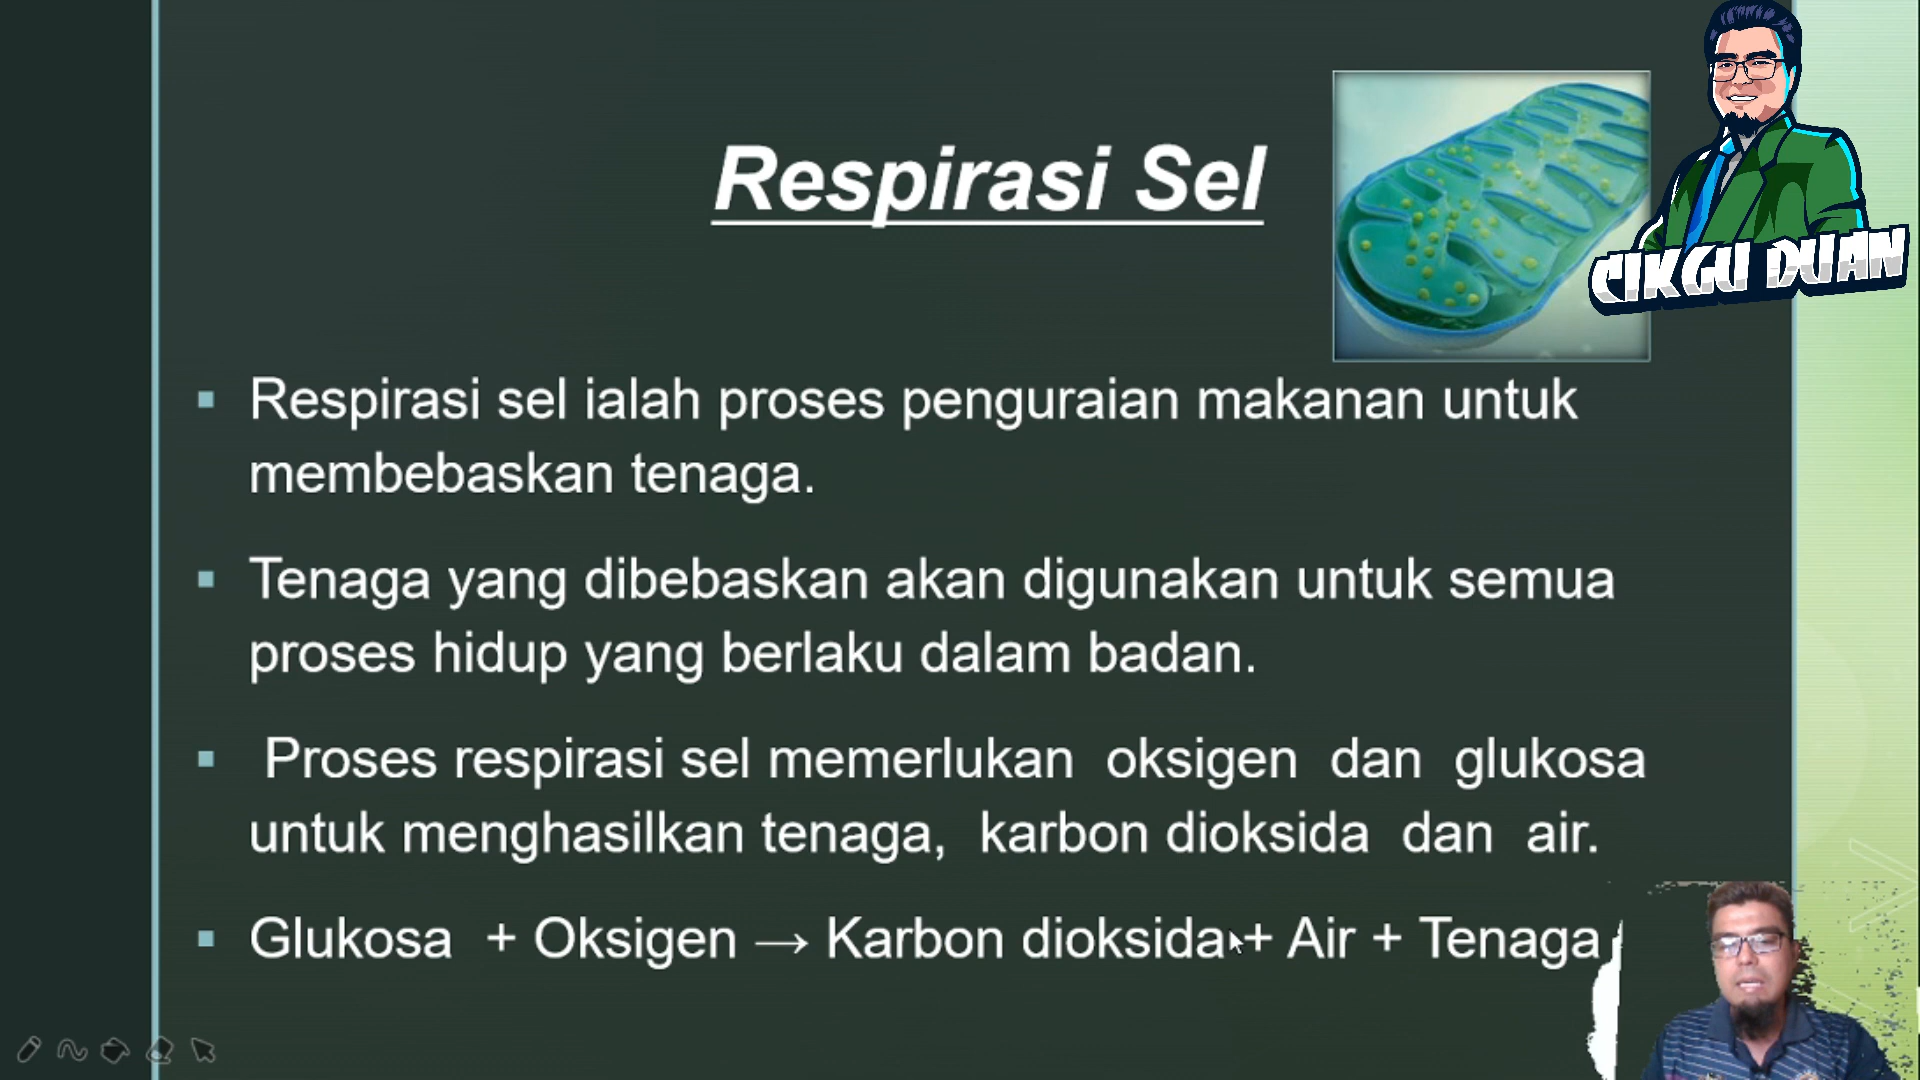 Respirasi Sel
CIKGU DUAN
Respirasi sel ialah proses penguraian makanan untuk
membebaskan tenaga.
Tenaga yang dibebaskan akan digunakan untuk semua
proses hidup yang berlaku dalam badan.
Proses respirasi sel memerlukan oksigen dan glukosa
untuk menghasilkan tenaga, karbon dioksida dan air.
Glukosa + Oksigen → Karbon dioksida + Air + Tenaga